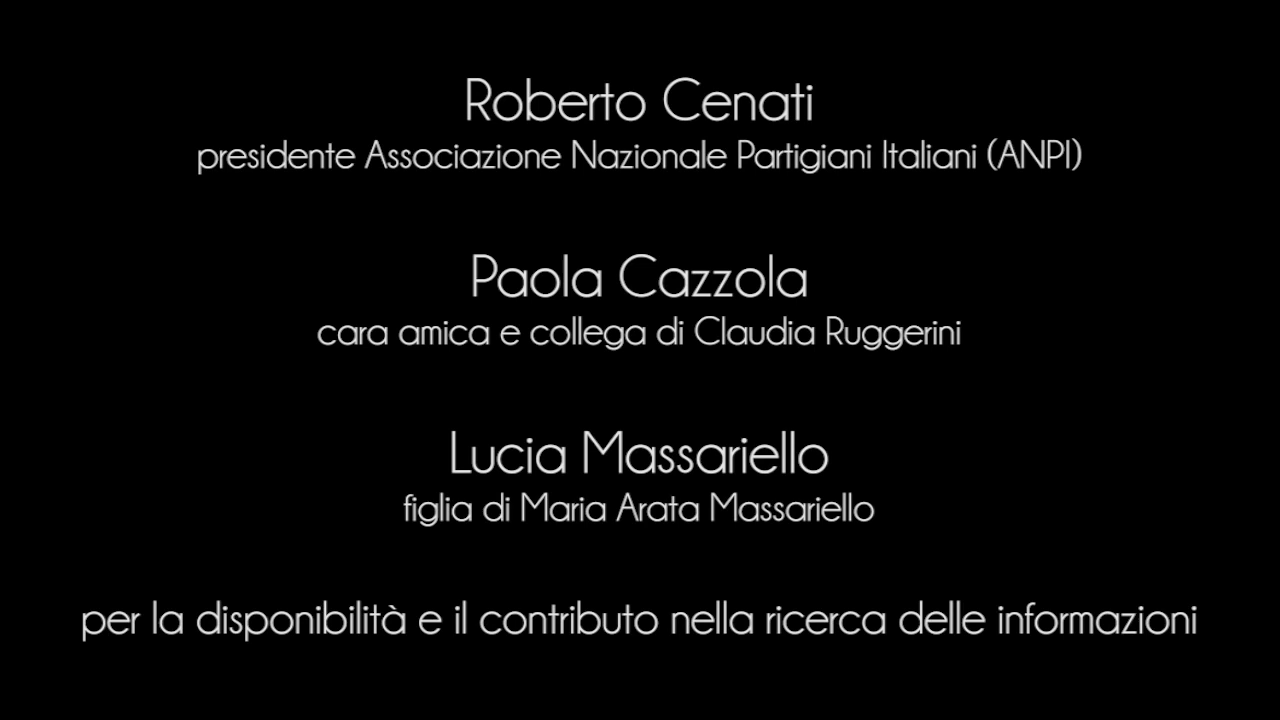 Roberto Cenati
presidente Associazione Nazionale Partigiani Italiani (ANPI)
Paola Cazzola
cara amica e collega di Claudia Ruggerini
Lucia Massariello
figlia di Maria Arata Massariello
per la disponibilità e il contributo nella ricerca delle informazioni